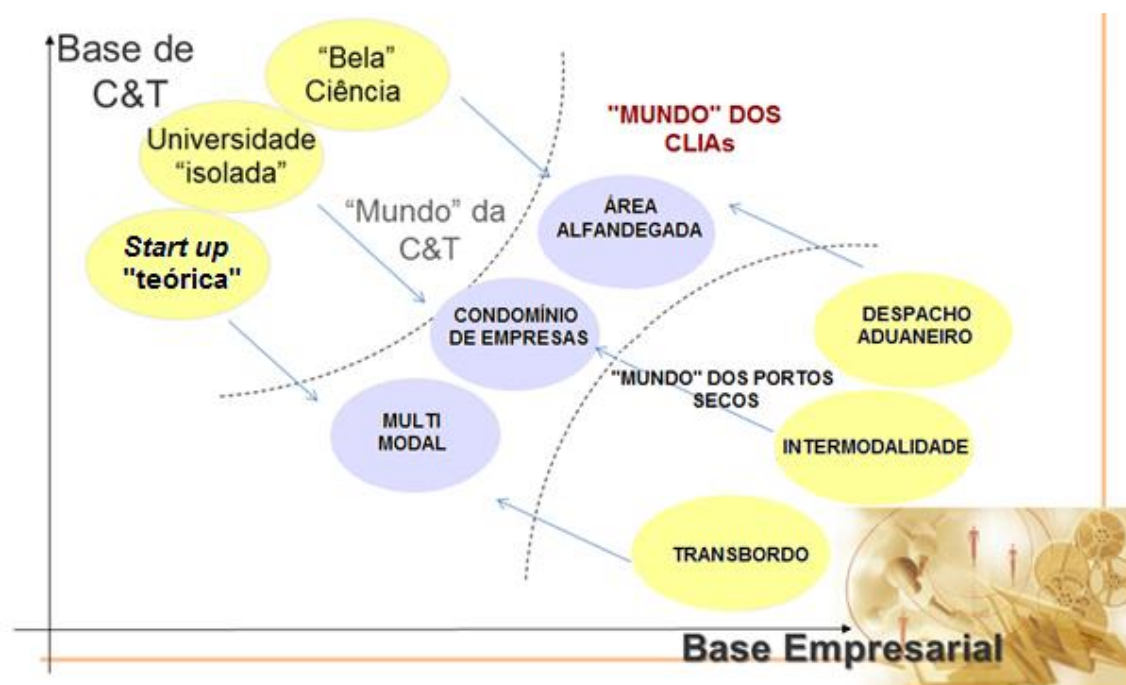 Base de
C&T
“Bela”
Ciência
Universidade
“isolada”
Start up
"teórica"
“Mundo” da
C&T
"MUNDO" DOS
CLIAs
ÁREA
ALFANDEGADA
CONDOMÍNIO
DE EMPRESAS
MULTI
MODAL
DESPACHO
ADUANEIRO
"MUNDO" DOS PORTOS
SECOS
INTERMODALIDADE
TRANSBORDO
Base Empresarial